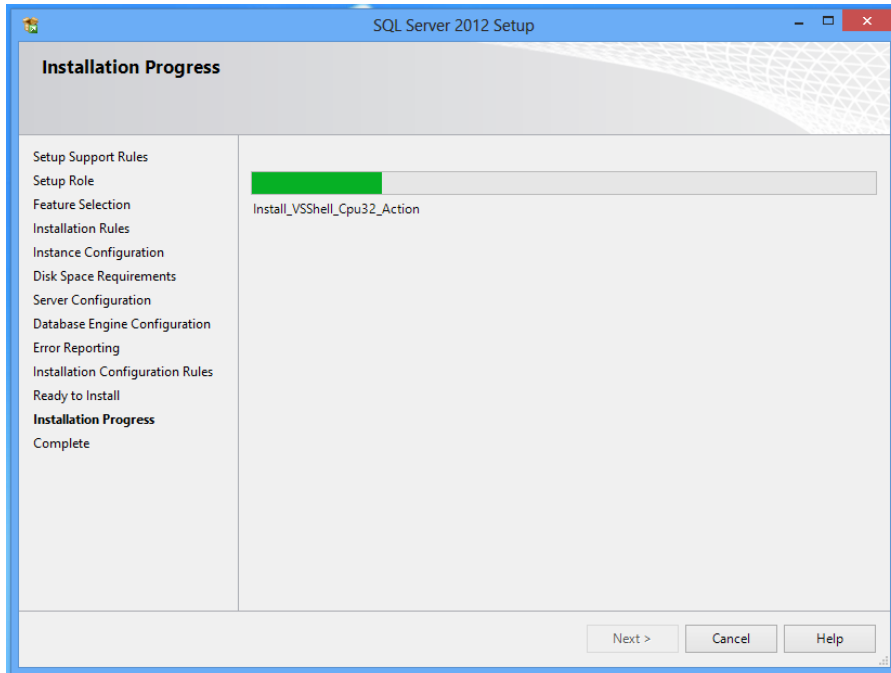 SQL Server 2012 Setup
Installation Progress
Setup Support Rules
Setup Role
Feature Selection
Installation Rules
Instance Configuration
Disk Space Requirements
Server Configuration
Database Engine Configuration
Error Reporting
Installation Configuration Rules
Ready to Install
Installation Progress
Complete
Install_VSShell_Cpu32_Action
Next >
Cancel
Help